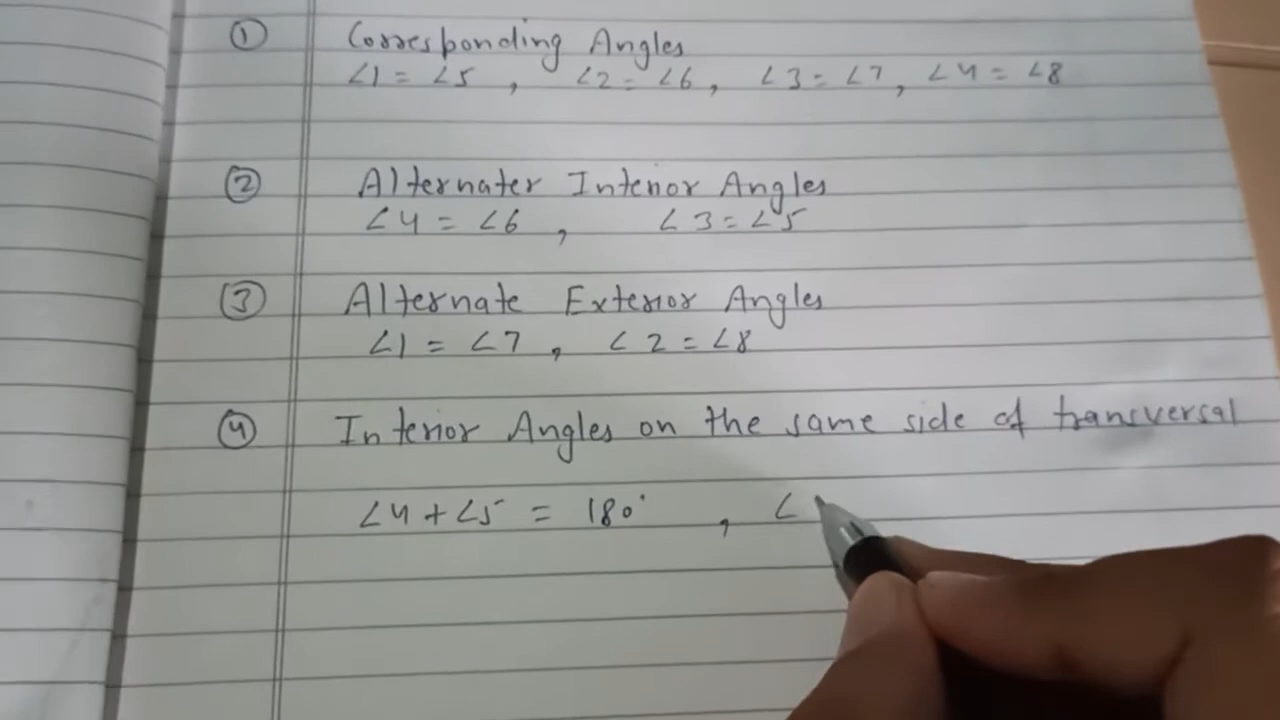 ① Corresponding Angles
∠1 = ∠5 , ∠2 = ∠6 , ∠3 = ∠7 , ∠4 = ∠8
② Alternater Interior Angles
∠4 = ∠6 , ∠3 = ∠5
③ Alternate Exterior Angles
∠1 = ∠7 , ∠2 = ∠8
④ Interior Angles on the same side of transversal
∠4 + ∠5 = 180° , ∠